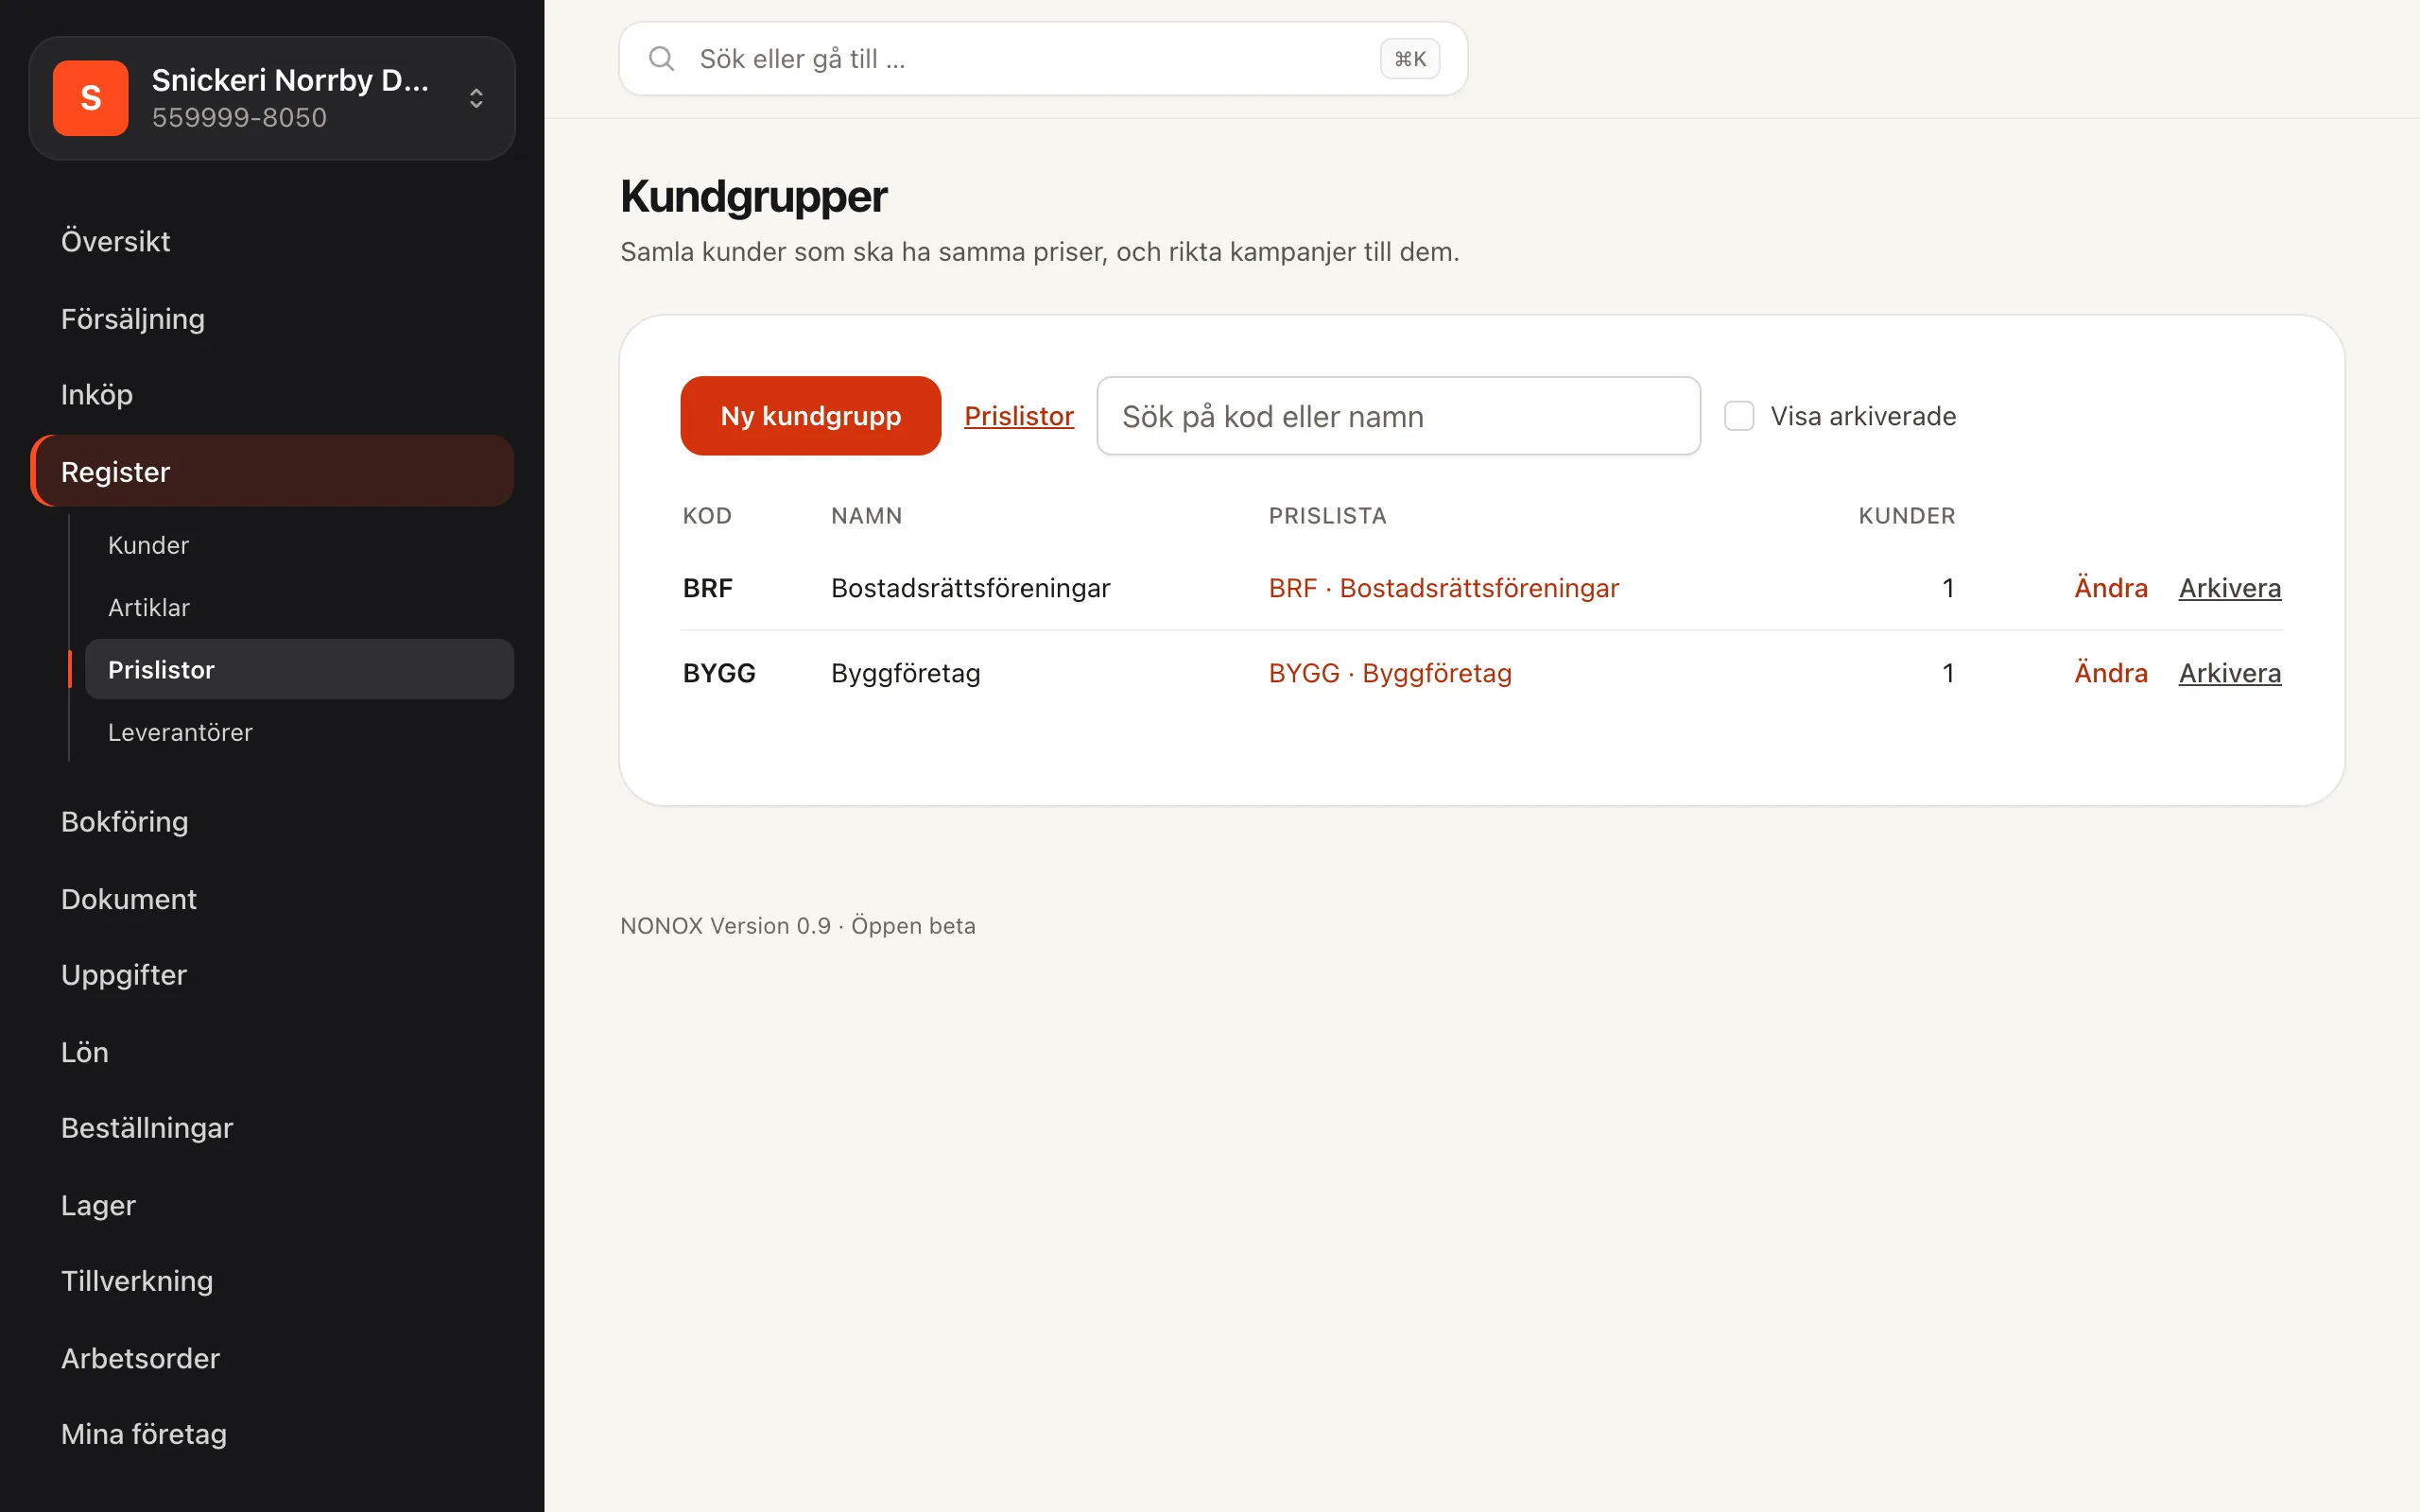 S
Snickeri Norrby D...
559999-8050
Översikt
Försäljning
Inköp
Register
Kunder
Artiklar
Prislistor
Leverantörer
Bokföring
Dokument
Uppgifter
Lön
Beställningar
Lager
Tillverkning
Arbetsorder
Mina företag
Sök eller gå till ...
⌘K
Kundgrupper
Samla kunder som ska ha samma priser, och rikta kampanjer till dem.
Ny kundgrupp Prislistor Sök på kod eller namn Visa arkiverade
KOD NAMN PRISLISTA KUNDER
BRF Bostadsrättsföreningar BRF · Bostadsrättsföreningar 1 Ändra Arkivera
BYGG Byggföretag BYGG · Byggföretag 1 Ändra Arkivera
NONOX Version 0.9 · Öppen beta